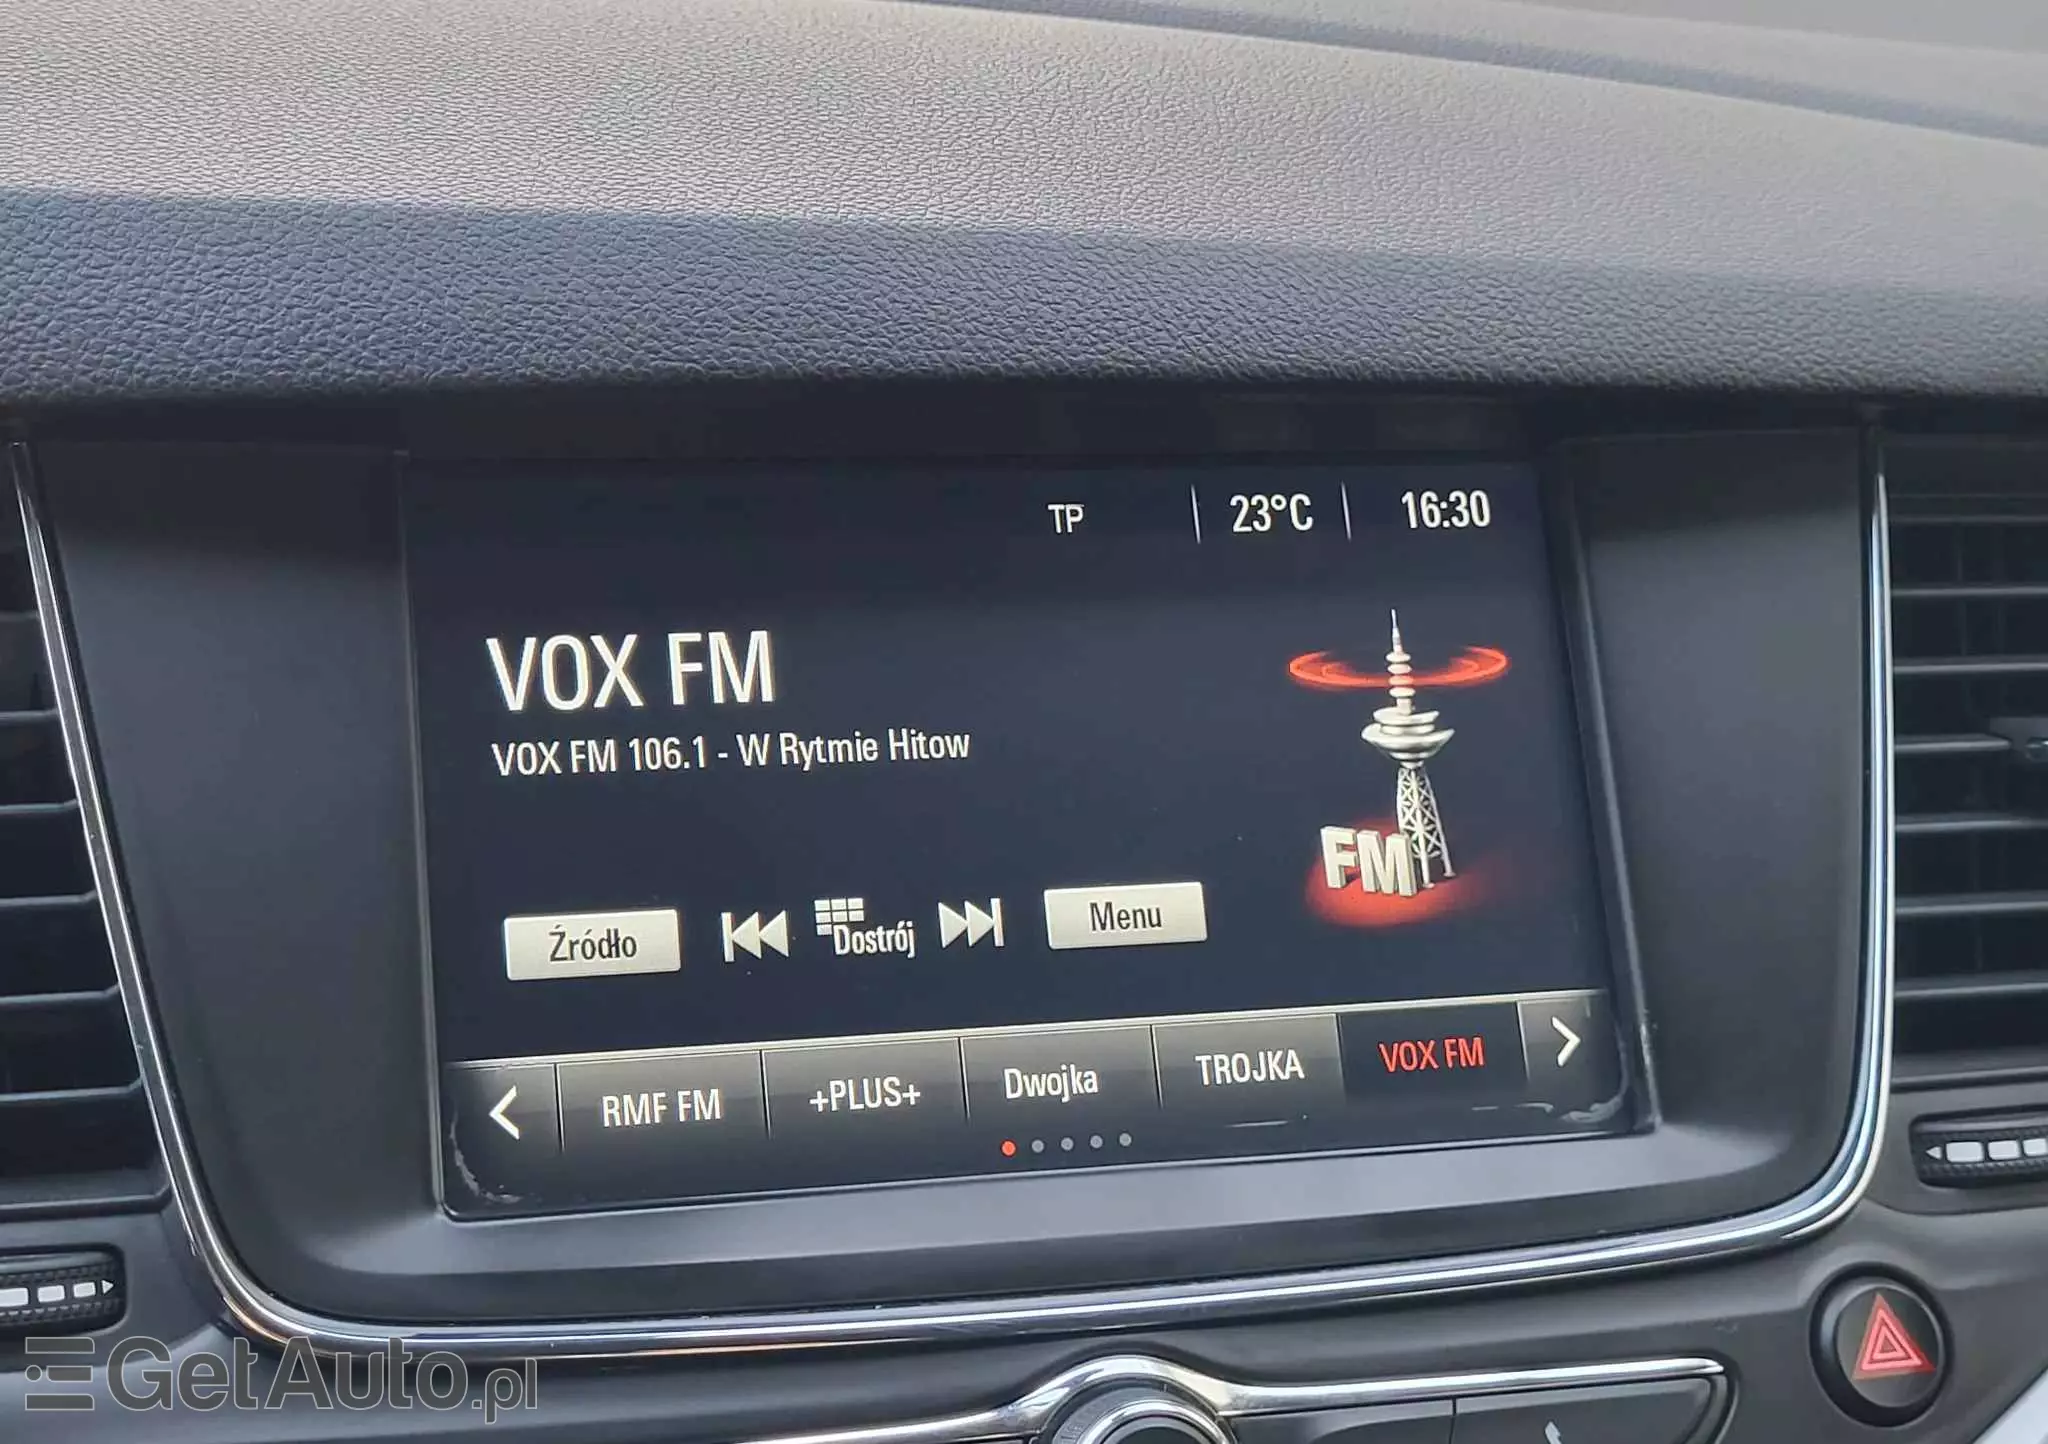 TP 23°C 16:30
VOX FM
VOX FM 106.1 - W Rytmie Hitow
FM
Źródło Dostrój Menu
RMF FM +PLUS+ Dwojka TROJKA VOX FM
GetAuto.pl